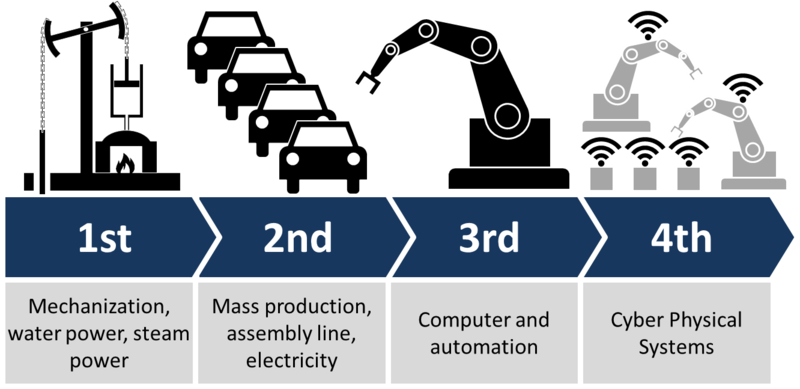 1st
2nd
3rd
4th
Mechanization,
water power, steam
power
Mass production,
assembly line,
electricity
Computer and
automation
Cyber Physical
Systems